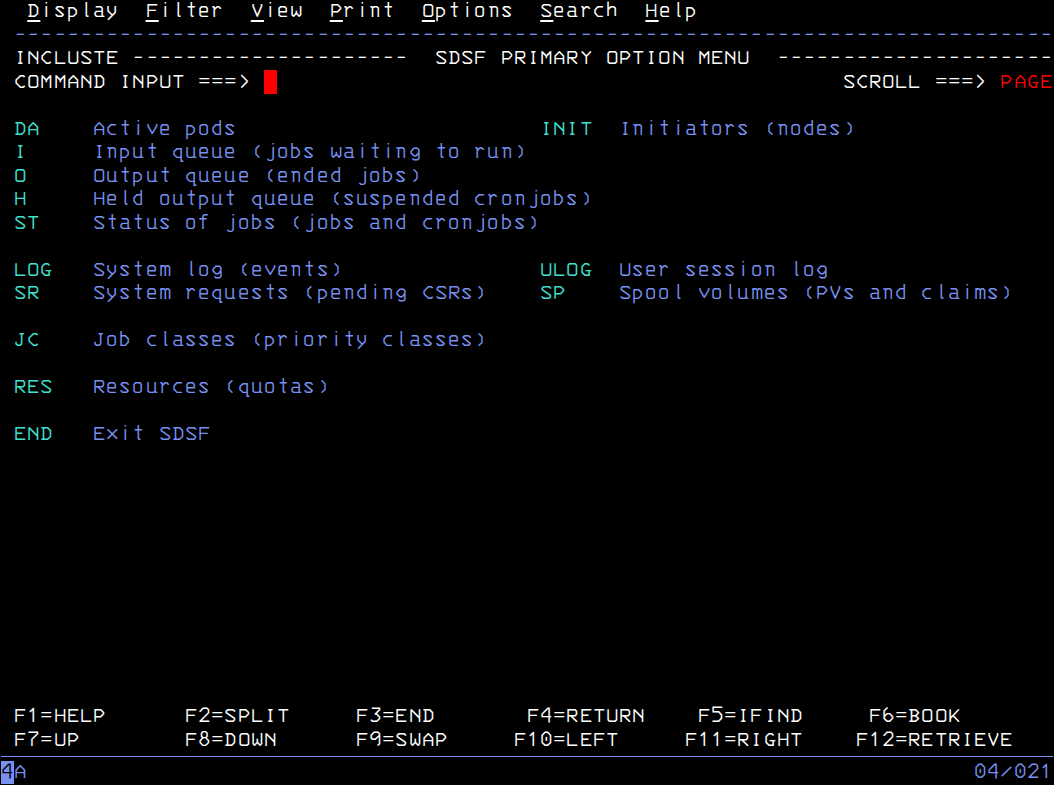 Display Filter View Print Options Search Help
--------------------------------------------------------------------------------
INCLUSTE --------------------- SDSF PRIMARY OPTION MENU ---------------------
COMMAND INPUT ===> SCROLL ===> PAGE
DA Active pods INIT Initiators (nodes)
I Input queue (jobs waiting to run)
O Output queue (ended jobs)
H Held output queue (suspended cronjobs)
ST Status of jobs (jobs and cronjobs)
LOG System log (events) ULOG User session log
SR System requests (pending CSRs) SP Spool volumes (PVs and claims)
JC Job classes (priority classes)
RES Resources (quotas)
END Exit SDSF
F1=HELP F2=SPLIT F3=END F4=RETURN F5=IFIND F6=BOOK
F7=UP F8=DOWN F9=SWAP F10=LEFT F11=RIGHT F12=RETRIEVE
4A 04/021